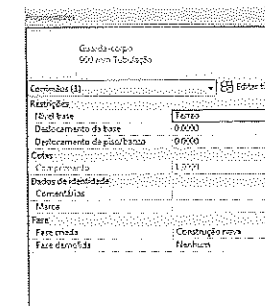 Propriedades
Guarda-corpo
900 mm Tubulação
Corrimãos (1)
Editar
Restrições
Nível base
Térreo
Deslocamento da base
0.0000
Deslocamento de piso/banzo
0.0000
Cotas
Comprimento
Dados de identidade
Comentários
Marca
Fase
Fase criada
Construção nova
Fase demolida
Nenhum